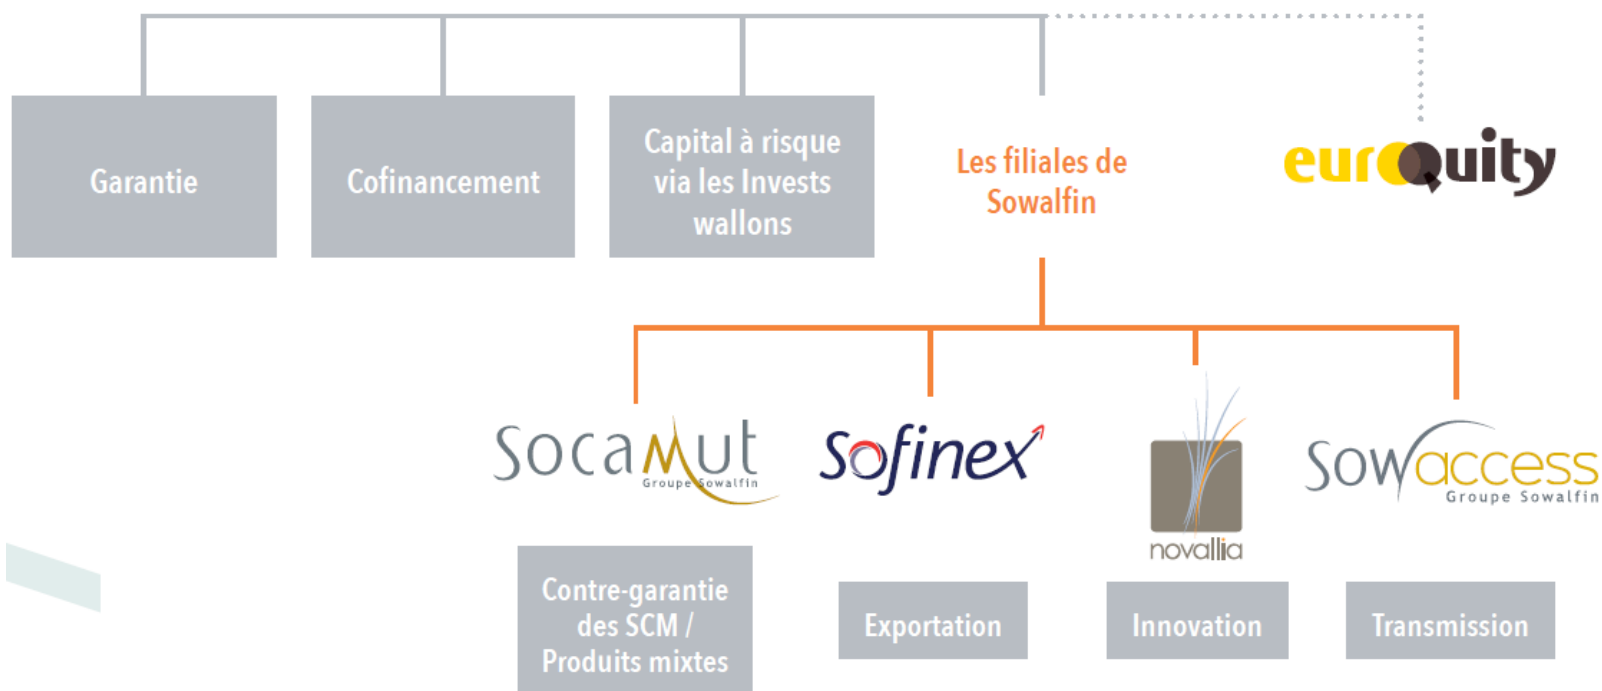 Garantie
Cofinancement
Capital à risque
via les Invests
wallons
Les filiales de
Sowalfin
euroQuity
Socamut
Groupe Sowalfin
Sofinex
novallia
Sowaccess
Groupe Sowalfin
Contre-garantie
des SCM /
Produits mixtes
Exportation
Innovation
Transmission